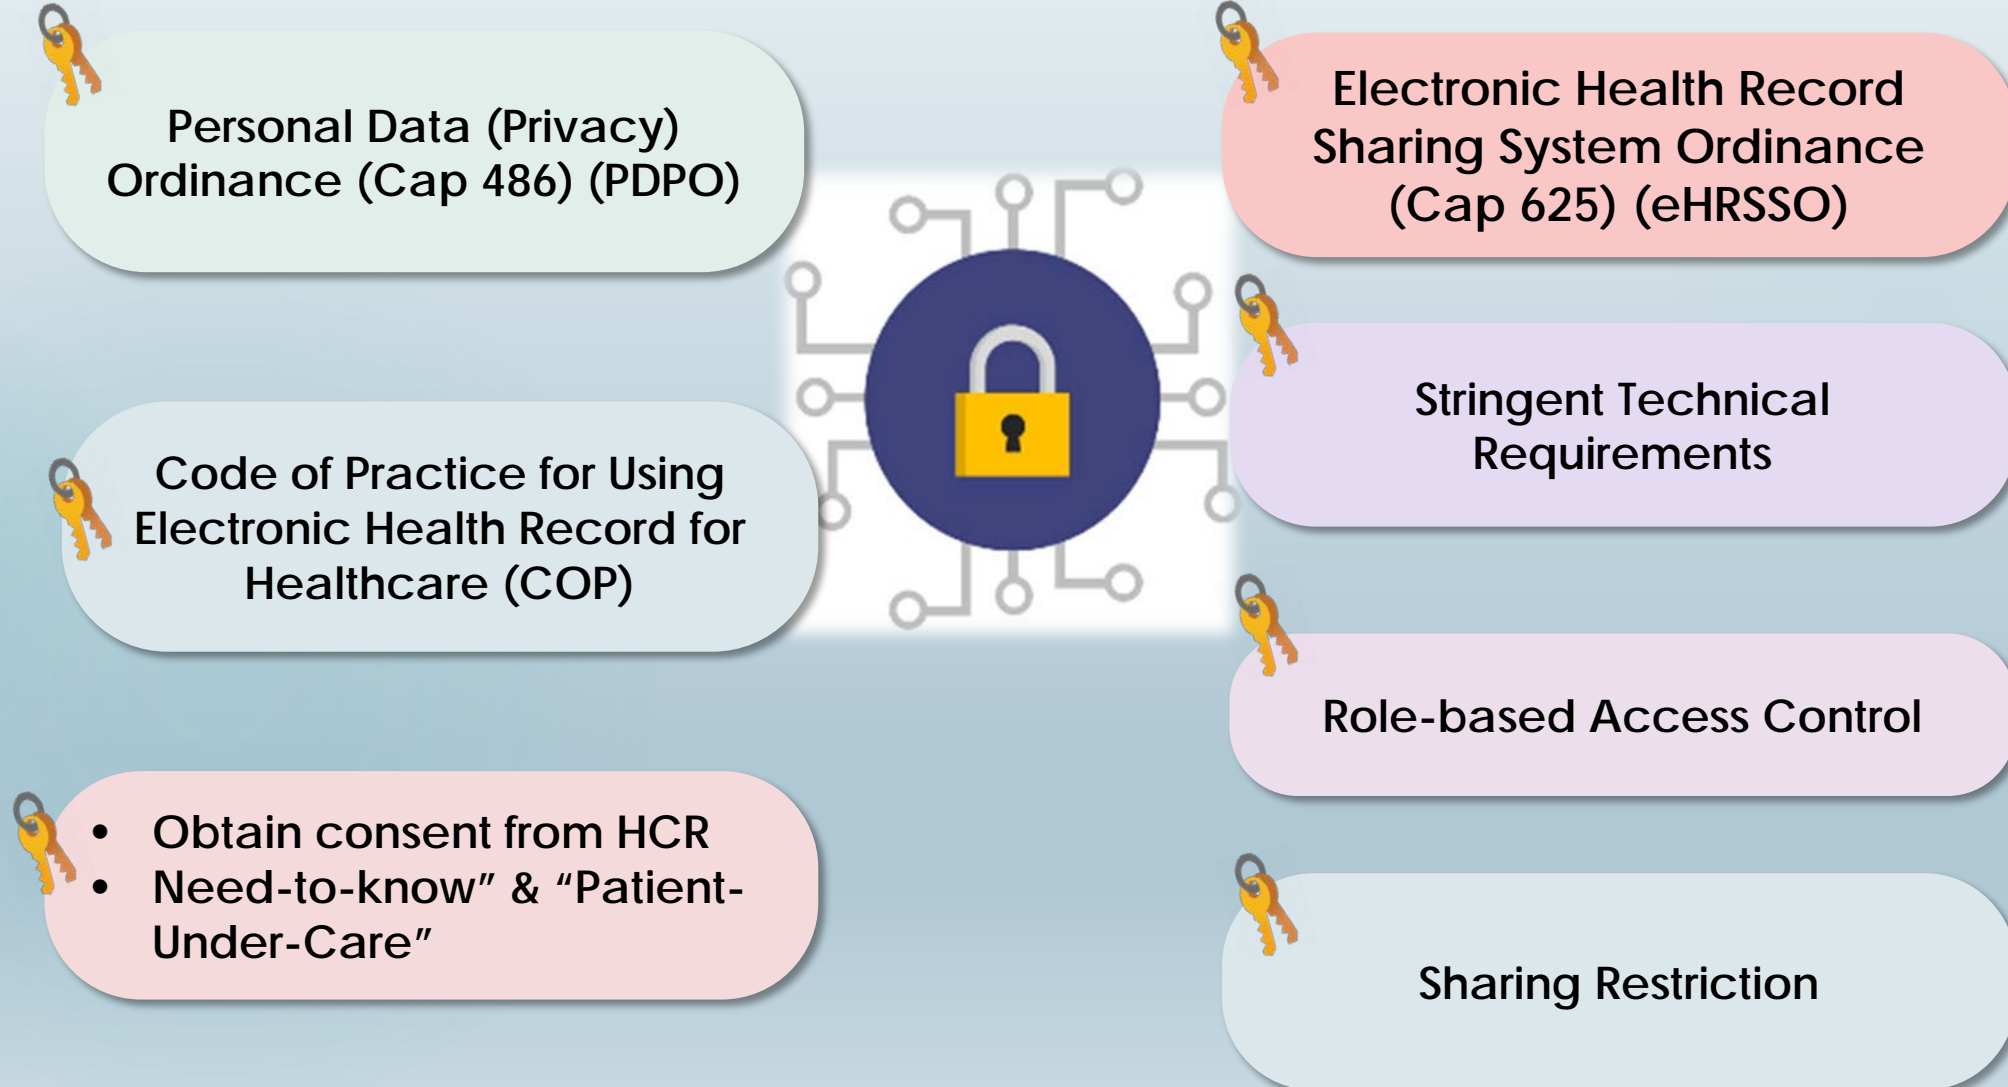 Personal Data (Privacy)
Ordinance (Cap 486) (PDPO)
Code of Practice for Using
Electronic Health Record for
Healthcare (COP)
• Obtain consent from HCR
• Need-to-know” & “Patient-
Under-Care”
Electronic Health Record
Sharing System Ordinance
(Cap 625) (eHRSSO)
Stringent Technical
Requirements
Role-based Access Control
Sharing Restriction